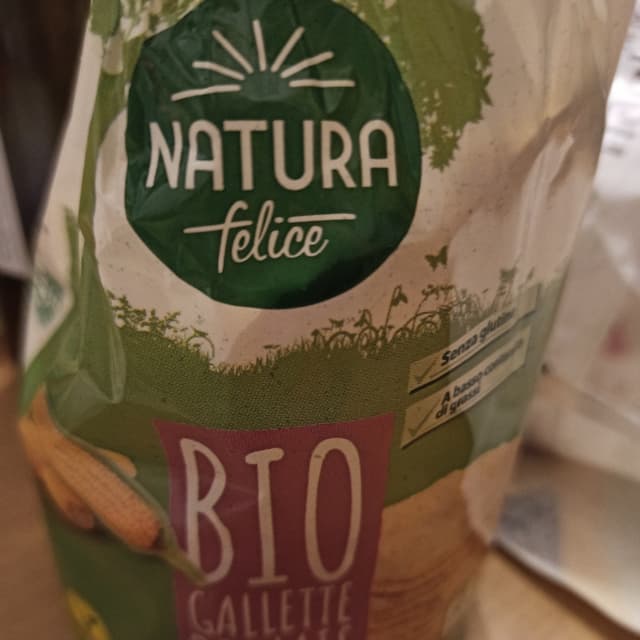 NATURA
felice
Senza glutine
A basso contenuto
di grassi
BIO
GALLETTE